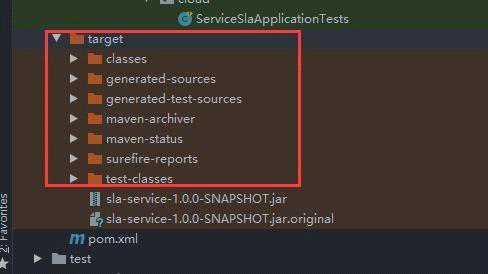 cloud
ServiceSlaApplicationTests
target
classes
generated-sources
generated-test-sources
maven-archiver
maven-status
surefire-reports
test-classes
sla-service-1.0.0-SNAPSHOT.jar
sla-service-1.0.0-SNAPSHOT.jar.original
pom.xml
test
2: Favorites